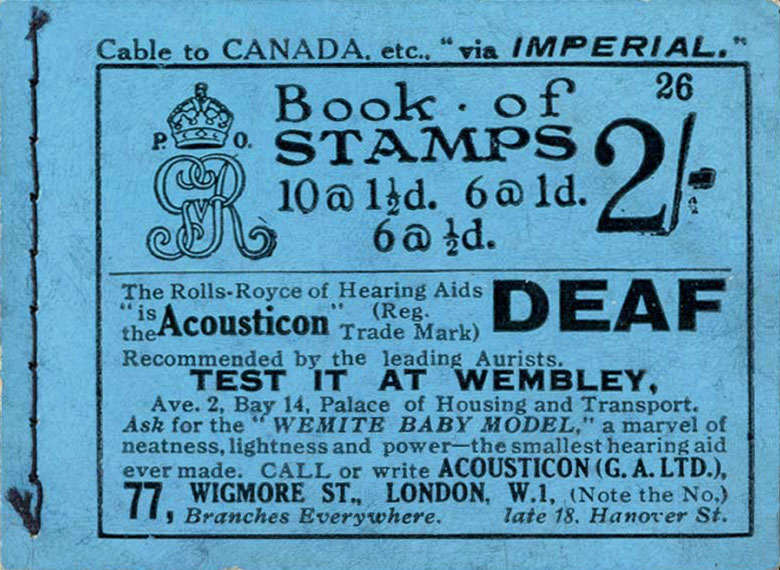 Cable to CANADA, etc., "via IMPERIAL."
26
P. O.
GR
Book · of
STAMPS
2/-
10 @ 1½d. 6 @ 1d.
6 @ ½d.
The Rolls-Royce of Hearing Aids
"is the Acousticon" (Reg. Trade Mark)
DEAF
Recommended by the leading Aurists.
TEST IT AT WEMBLEY,
Ave. 2, Bay 14, Palace of Housing and Transport.
Ask for the "WEMITE BABY MODEL," a marvel of
neatness, lightness and power—the smallest hearing aid
ever made. CALL or write ACOUSTICON (G. A. LTD.),
77, WIGMORE ST., LONDON, W.1, (Note the No.)
Branches Everywhere. late 18, Hanover St.